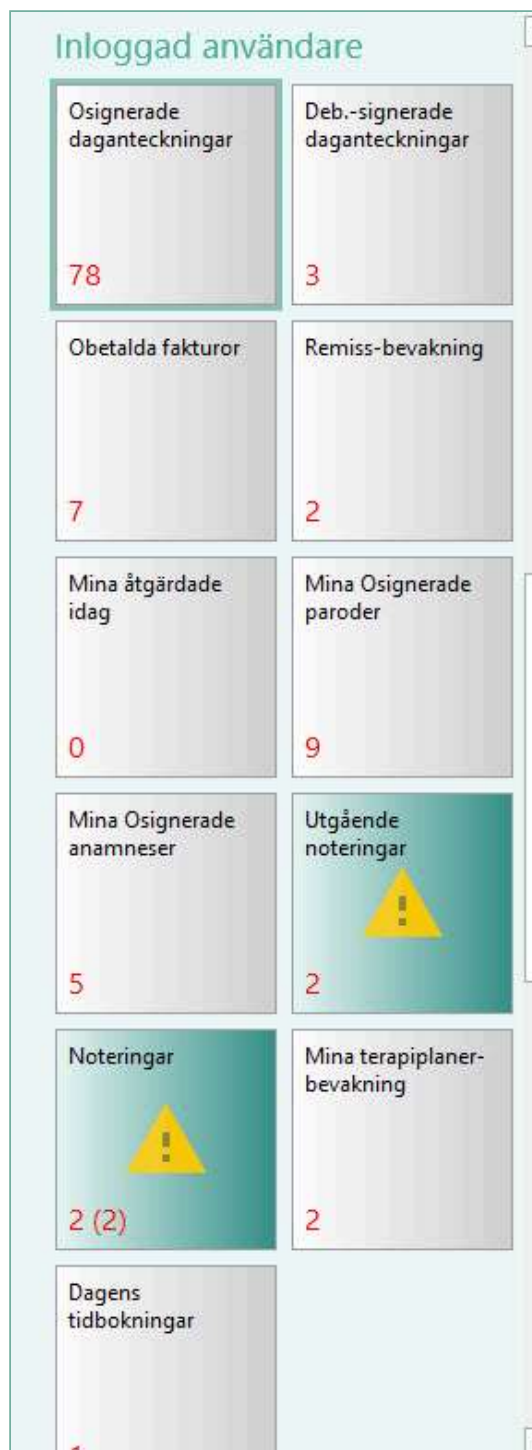 Inloggad användare
Osignerade
daganteckningar
78
Deb.-signerade
daganteckningar
3
Obetalda fakturor
7
Remiss-bevakning
2
Mina åtgärdade
idag
0
Mina Osignerade
paroder
9
Mina Osignerade
anamneser
5
Utgående
noteringar
2
Noteringar
2 (2)
Mina terapiplaner-
bevakning
2
Dagens
tidbokningar